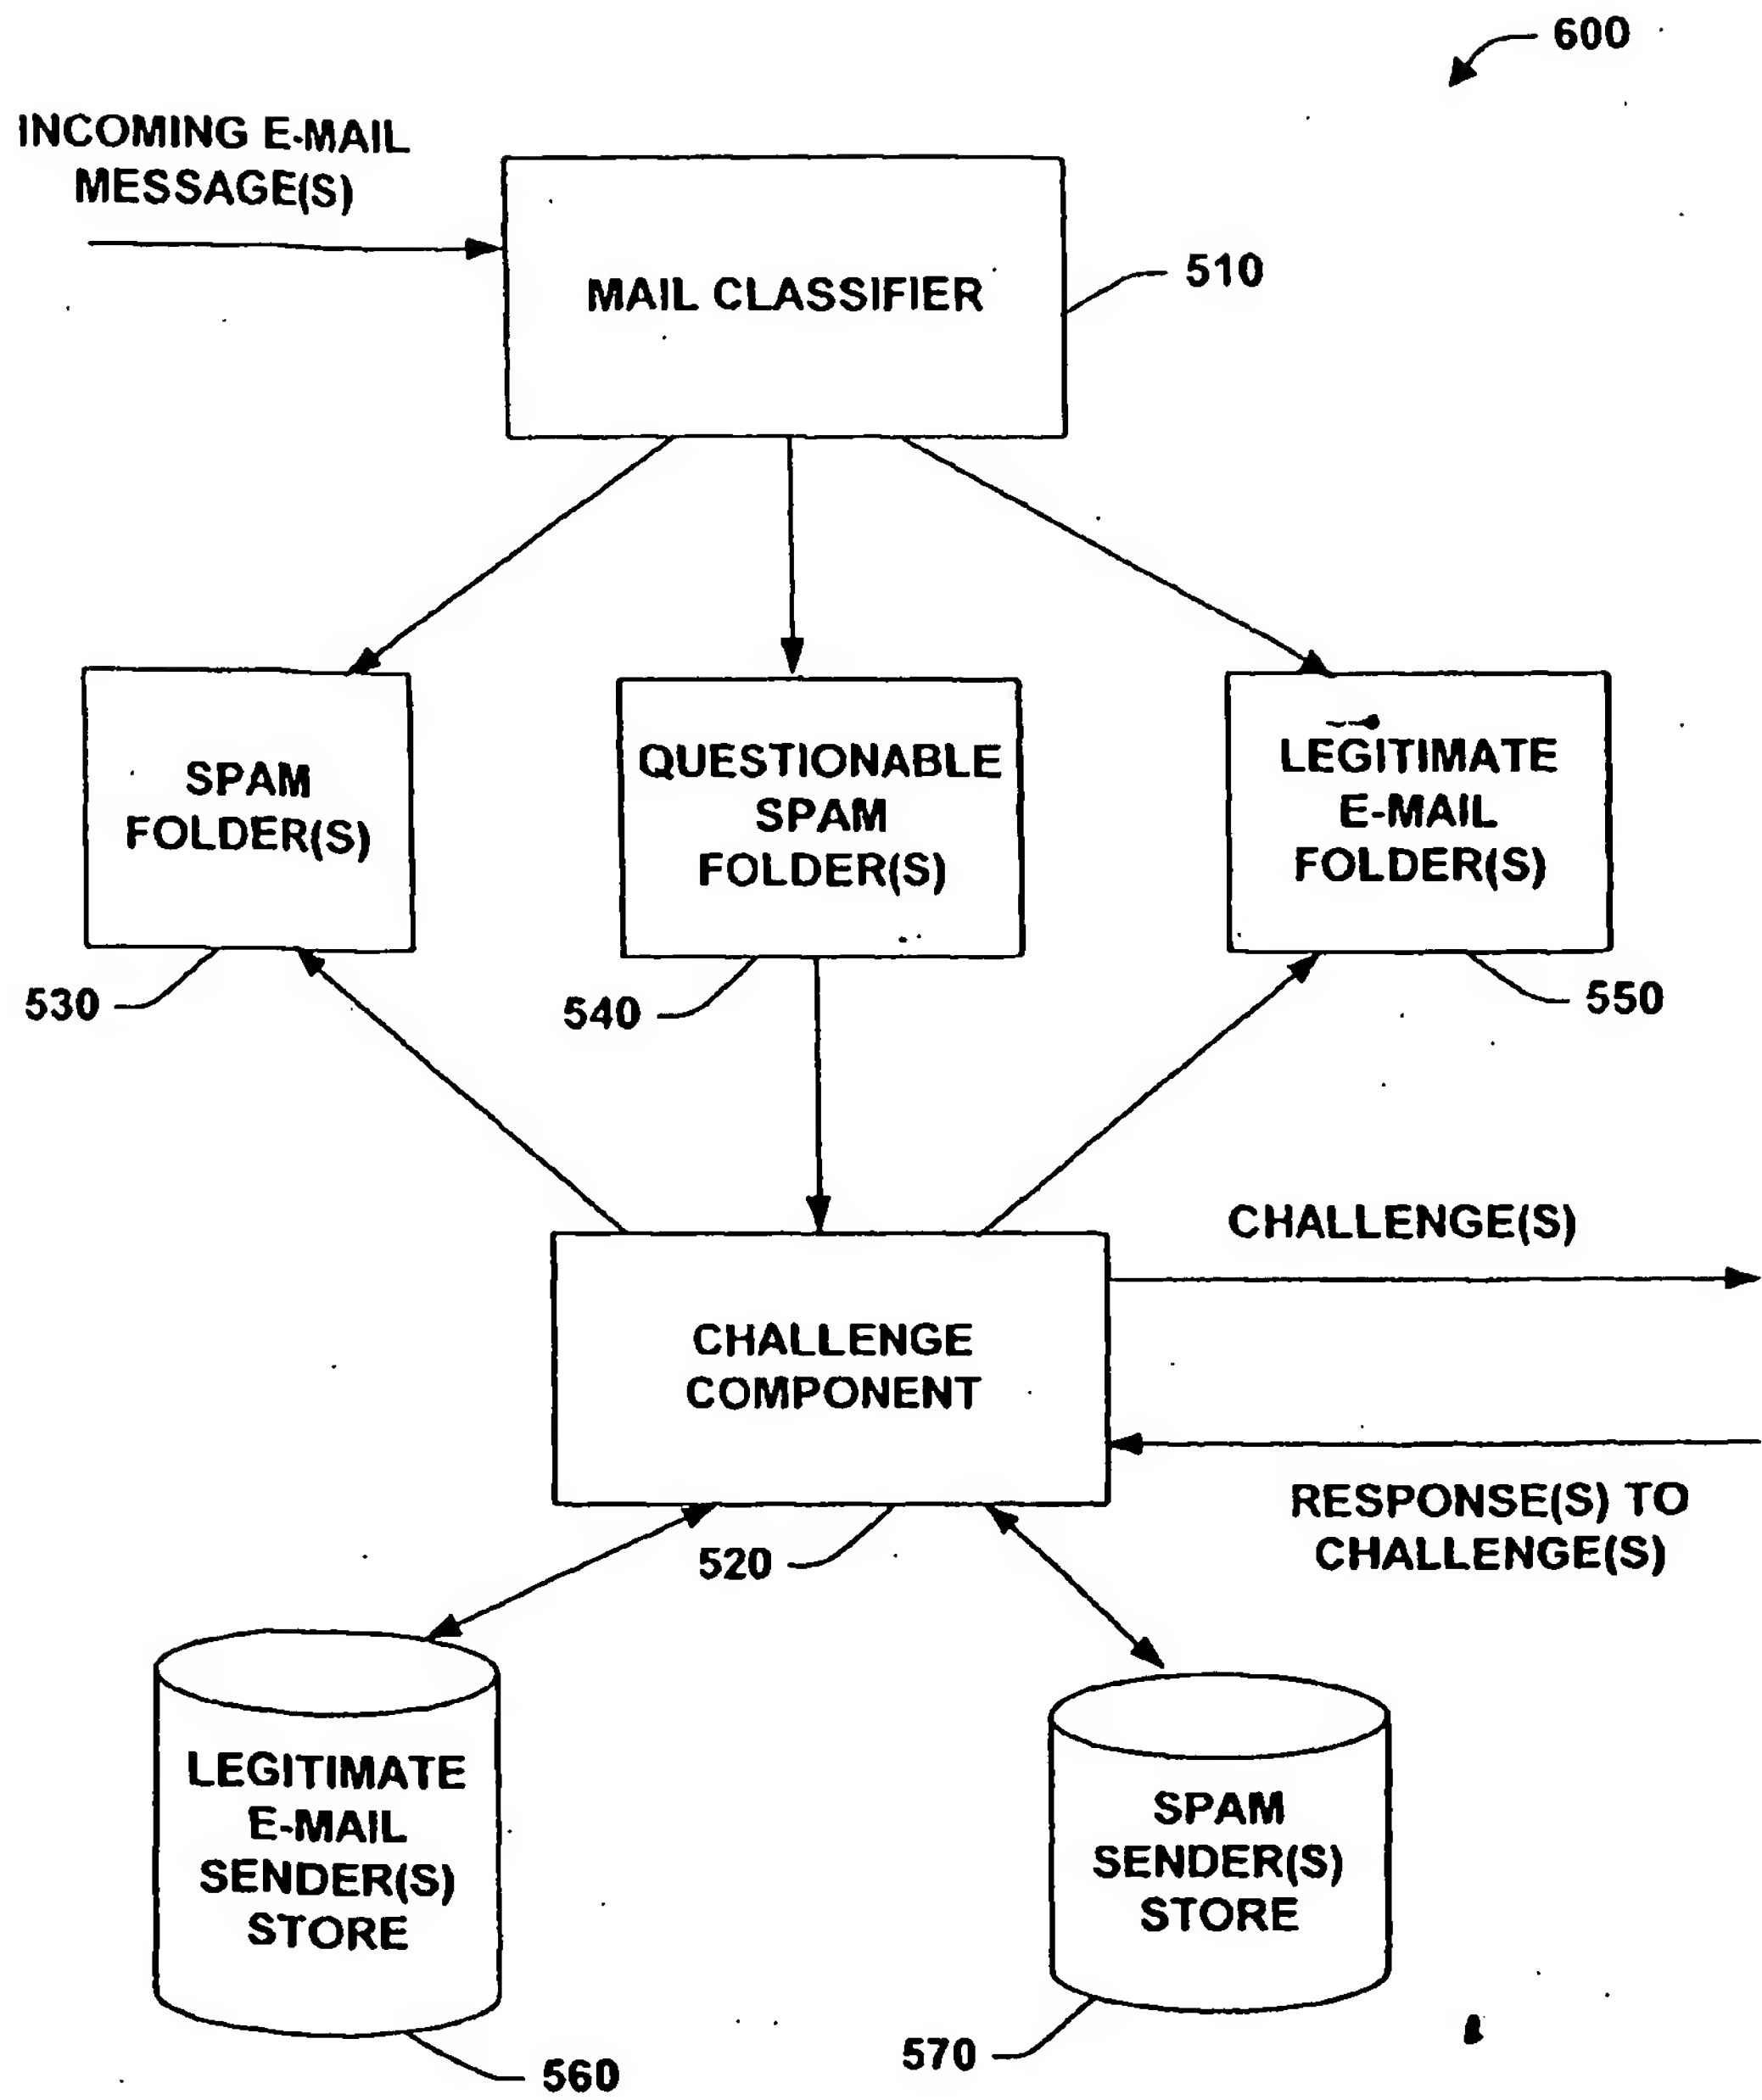 600
INCOMING E-MAIL
MESSAGE(S)
MAIL CLASSIFIER
510
SPAM
FOLDER(S)
QUESTIONABLE
SPAM
FOLDER(S)
LEGITIMATE
E-MAIL
FOLDER(S)
530
540
550
CHALLENGE(S)
CHALLENGE
COMPONENT
RESPONSE(S) TO
CHALLENGE(S)
520
LEGITIMATE
E-MAIL
SENDER(S)
STORE
SPAM
SENDER(S)
STORE
560
570